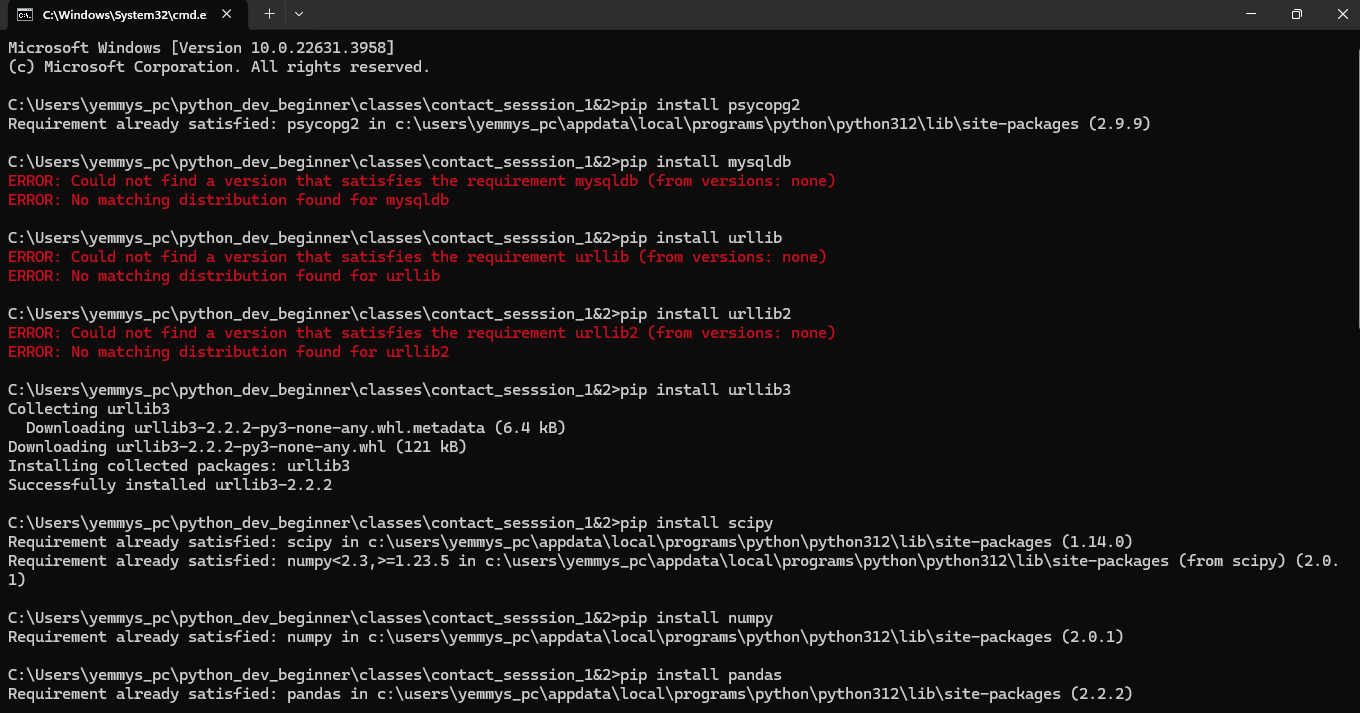 C:\Windows\System32\cmd.e
Microsoft Windows [Version 10.0.22631.3958]
(c) Microsoft Corporation. All rights reserved.
C:\Users\yemmys_pc\python_dev_beginner\classes\contact_sesssion_1&2>pip install psycopg2
Requirement already satisfied: psycopg2 in c:\users\yemmys_pc\appdata\local\programs\python\python312\lib\site-packages (2.9.9)
C:\Users\yemmys_pc\python_dev_beginner\classes\contact_sesssion_1&2>pip install mysqldb
ERROR: Could not find a version that satisfies the requirement mysqldb (from versions: none)
ERROR: No matching distribution found for mysqldb
C:\Users\yemmys_pc\python_dev_beginner\classes\contact_sesssion_1&2>pip install urllib
ERROR: Could not find a version that satisfies the requirement urllib (from versions: none)
ERROR: No matching distribution found for urllib
C:\Users\yemmys_pc\python_dev_beginner\classes\contact_sesssion_1&2>pip install urllib2
ERROR: Could not find a version that satisfies the requirement urllib2 (from versions: none)
ERROR: No matching distribution found for urllib2
C:\Users\yemmys_pc\python_dev_beginner\classes\contact_sesssion_1&2>pip install urllib3
Collecting urllib3
  Downloading urllib3-2.2.2-py3-none-any.whl.metadata (6.4 kB)
Downloading urllib3-2.2.2-py3-none-any.whl (121 kB)
Installing collected packages: urllib3
Successfully installed urllib3-2.2.2
C:\Users\yemmys_pc\python_dev_beginner\classes\contact_sesssion_1&2>pip install scipy
Requirement already satisfied: scipy in c:\users\yemmys_pc\appdata\local\programs\python\python312\lib\site-packages (1.14.0)
Requirement already satisfied: numpy<2.3,>=1.23.5 in c:\users\yemmys_pc\appdata\local\programs\python\python312\lib\site-packages (from scipy) (2.0.
1)
C:\Users\yemmys_pc\python_dev_beginner\classes\contact_sesssion_1&2>pip install numpy
Requirement already satisfied: numpy in c:\users\yemmys_pc\appdata\local\programs\python\python312\lib\site-packages (2.0.1)
C:\Users\yemmys_pc\python_dev_beginner\classes\contact_sesssion_1&2>pip install pandas
Requirement already satisfied: pandas in c:\users\yemmys_pc\appdata\local\programs\python\python312\lib\site-packages (2.2.2)